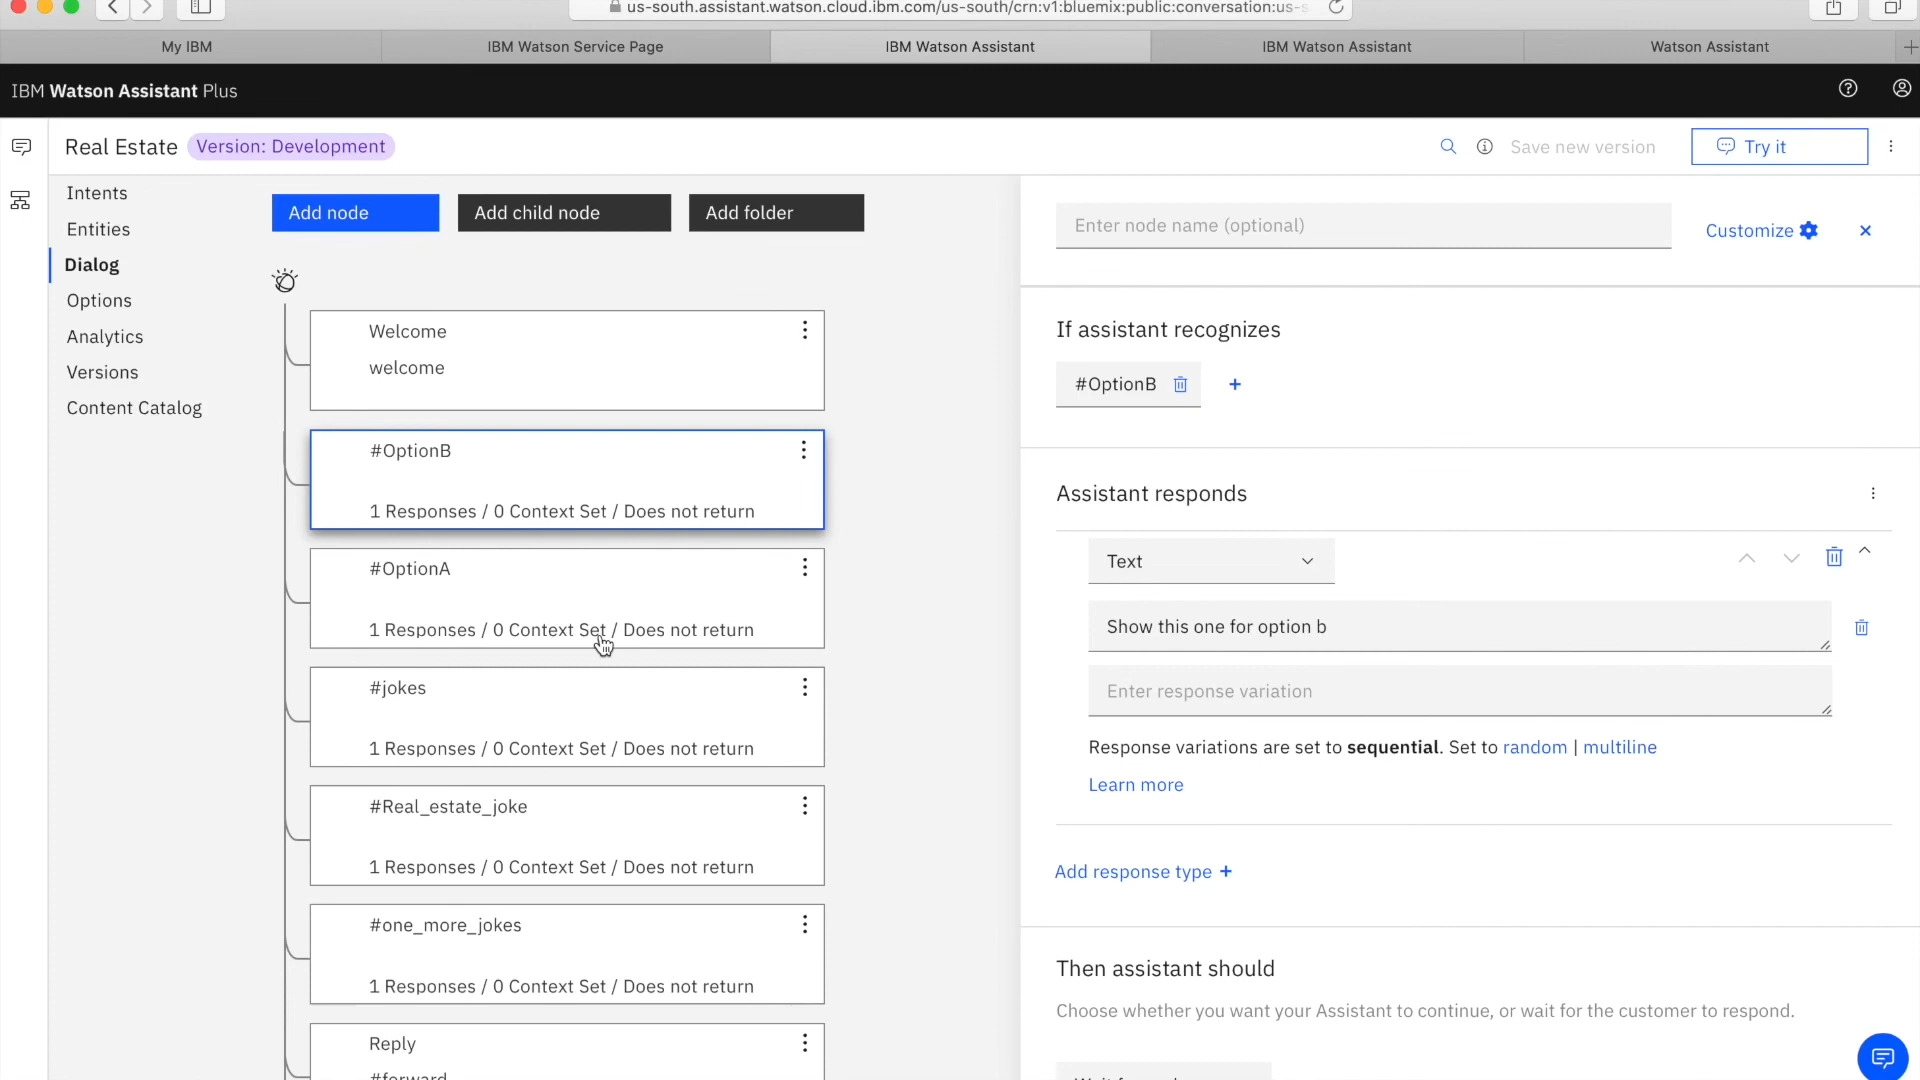 us-south.assistant.watson.cloud.ibm.com/us-south/crn:v1:bluemix:public:conversation:us-s
My IBM
IBM Watson Service Page
IBM Watson Assistant
IBM Watson Assistant
Watson Assistant
IBM Watson Assistant Plus
Real Estate
Version: Development
Save new version
Try it
Intents
Entities
Dialog
Options
Analytics
Versions
Content Catalog
Add node
Add child node
Add folder
Welcome
welcome
#OptionB
1 Responses / 0 Context Set / Does not return
#OptionA
1 Responses / 0 Context Set / Does not return
#jokes
1 Responses / 0 Context Set / Does not return
#Real_estate_joke
1 Responses / 0 Context Set / Does not return
#one_more_jokes
1 Responses / 0 Context Set / Does not return
Reply
#forward
Enter node name (optional)
Customize
If assistant recognizes
#OptionB
Assistant responds
Text
Show this one for option b
Enter response variation
Response variations are set to sequential. Set to random | multiline
Learn more
Add response type +
Then assistant should
Choose whether you want your Assistant to continue, or wait for the customer to respond.